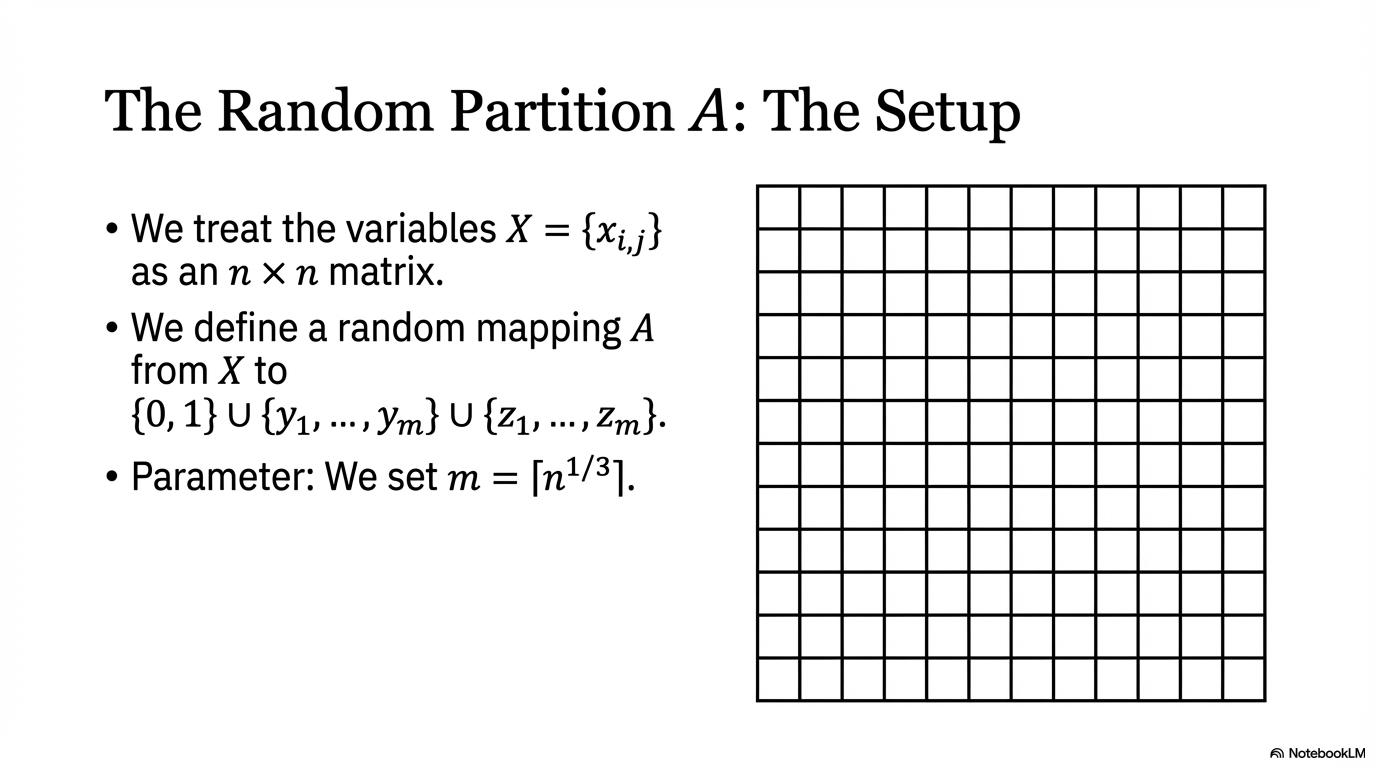 The Random Partition A: The Setup
• We treat the variables X = {x_{i,j}}
as an n × n matrix.
• We define a random mapping A
from X to
{0, 1} ∪ {y_1, …, y_m} ∪ {z_1, …, z_m}.
• Parameter: We set m = ⌈n^{1/3}⌉.
NotebookLM